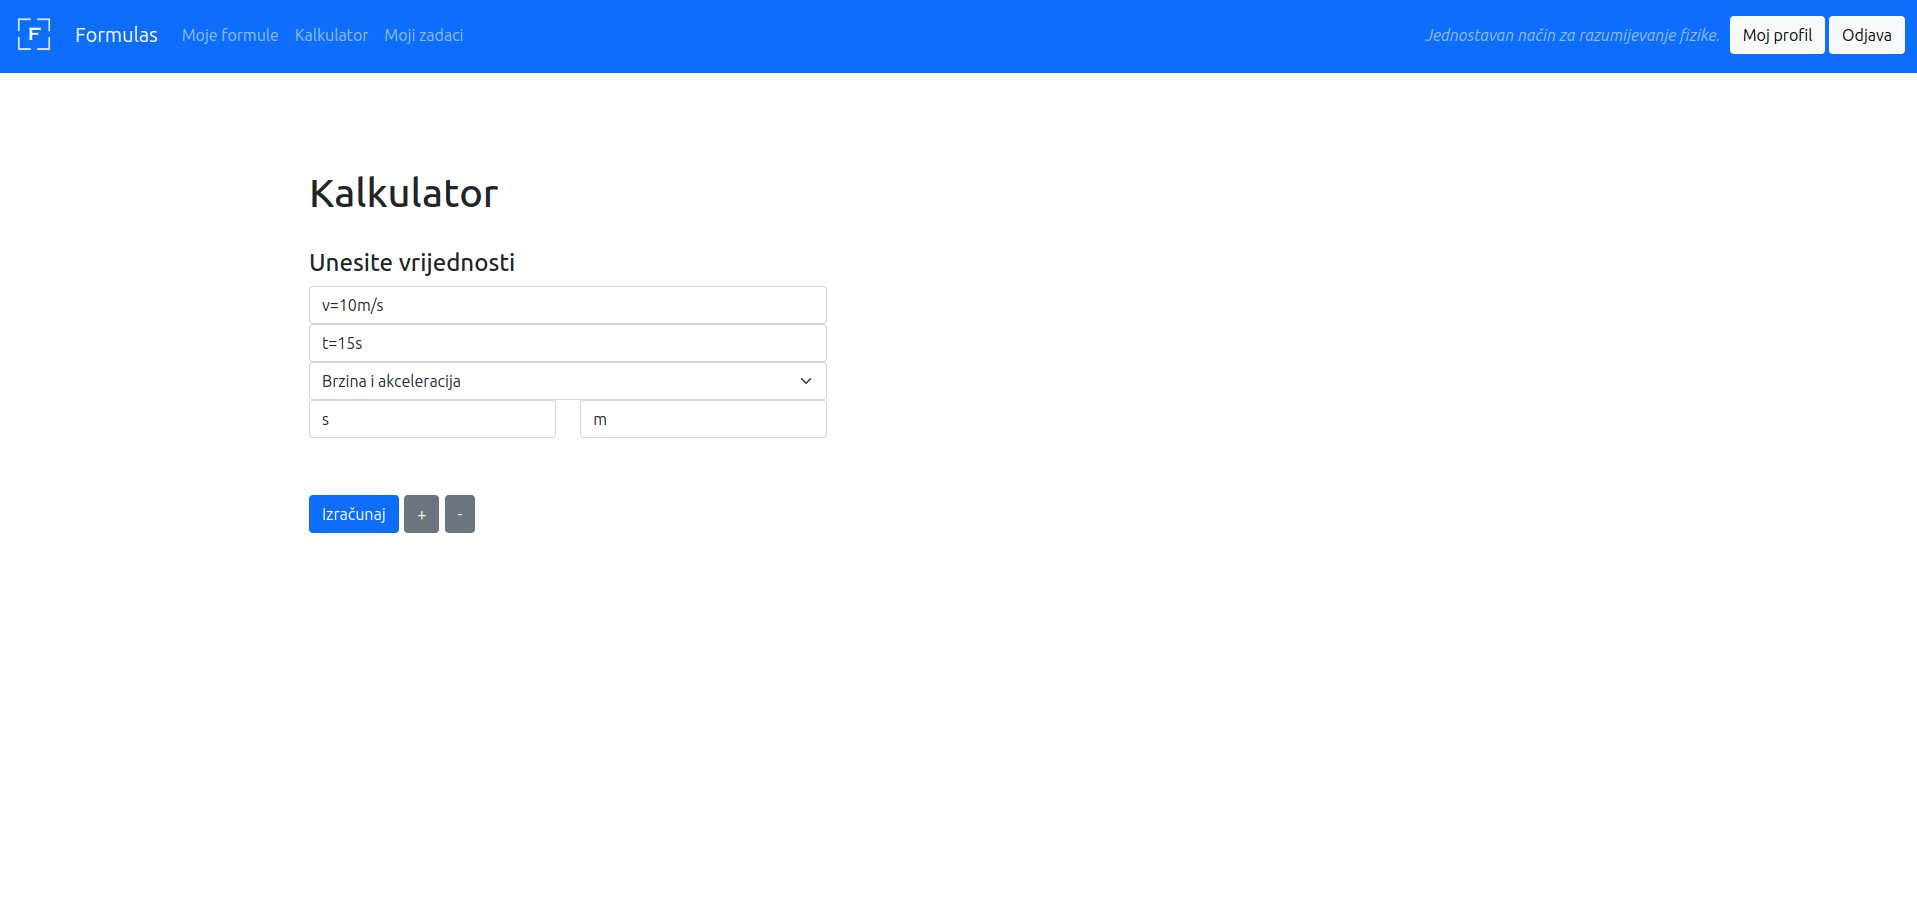 F Formulas Moje formule Kalkulator Moji zadaci Jednostavan način za razumijevanje fizike. Moj profil Odjava
Kalkulator
Unesite vrijednosti
v=10m/s
t=15s
Brzina i akceleracija
s m
Izračunaj + -